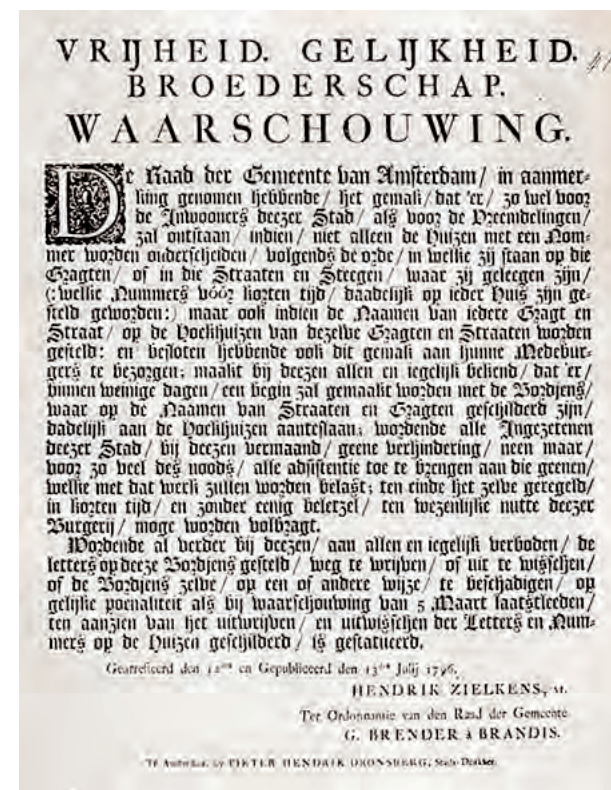 VRIJHEID. GELIJKHEID.
BROEDERSCHAP.
WAARSCHOUWING.
De Raad der Gemeente van Amsterdam / in aanmer-
king genomen hebbende / het gemak / dat 'er / zo wel voor
de Inwooners deezer Stad / als voor de Vreemdelingen /
zal ontstaan / indien / niet alleen de Huizen met een Nom-
mer worden onderscheiden / volgends de orde / in welke zij staan op die
Gragten / of in die Straaten en Steegen / waar zij geleegen zijn /
(: welke Nummers vóór korten tijd / daadelijk op ieder Huis zijn ge-
steld geworden :) maar ook indien de Naamen van iedere Gragt en
Straat / op de Hoekhuizen van dezelve Gragten en Straaten worden
gesteld: en besloten hebbende ook dit gemak aan hunne Medebur-
gers te bezorgen; maakt bij deezen allen en iegelijk bekend / dat 'er /
binnen weinige dagen / een begin zal gemaakt worden met de Bordjens /
waar op de Naamen van Straaten en Gragten geschilderd zijn /
dadelijk aan de Hoekhuizen aanteslaan; wordende alle Ingezetenen
deezer Stad / bij deezen vermaand / geene verhindering / neen maar /
voor zo veel des noods / alle adsistentie toe te brengen aan die geenen /
welke met dat werk zullen worden belast; ten einde het zelve geregeld /
in korten tijd / en zonder eenig beletzel / ten wezenlijke nutte deezer
Burgerij / moge worden volbragt.
Wordende al verder bij deezen / aan allen en iegelijk verboden / de
letters op deeze Bordjens gesteld / weg te wrijven / of uit te wisschen /
of de Bordjens zelve / op een of andere wijze / te beschadigen / op
gelijke poenaliteit als bij waarschouwing van 5 Maart laatstleeden /
ten aanzien van het uitwrijven / en uitwisschen der Letters en Num-
mers op de Huizen geschilderd / is gestatueerd.
Gearresteerd den 12den en Gepubliceerd den 13den Julij 1796.
HENDRIK ZIELKENS,
Ter Ordonnantie van den Raad der Gemeente
G. BRENDER à BRANDIS.
Te Amsterdam, by PIETER HENDRIK DRONSBERG, Stads-Drukker.